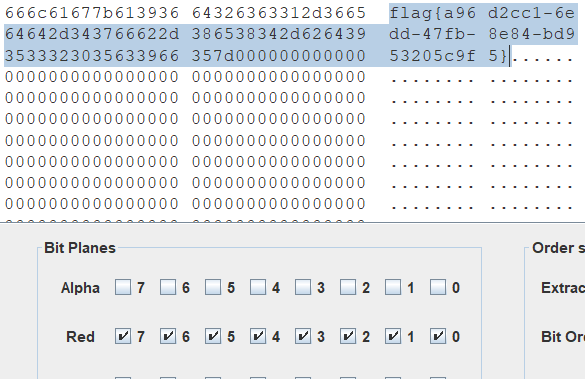 666c61677b613936 64326363312d3665 flag{a96 d2cc1-6e
64642d343766622d 386538342d626439 dd-47fb- 8e84-bd9
3533323035633966 357d000000000000 53205c9f 5}......
0000000000000000 0000000000000000 ........ ........
0000000000000000 0000000000000000 ........ ........
0000000000000000 0000000000000000 ........ ........
0000000000000000 0000000000000000 ........ ........
0000000000000000 0000000000000000 ........ ........
0000000000000000 0000000000000000 ........ ........
0000000000000000 0000000000000000 ........ ........
Bit Planes
Order s
Alpha 7 6 5 4 3 2 1 0
Extrac
Red 7 6 5 4 3 2 1 0
Bit Or